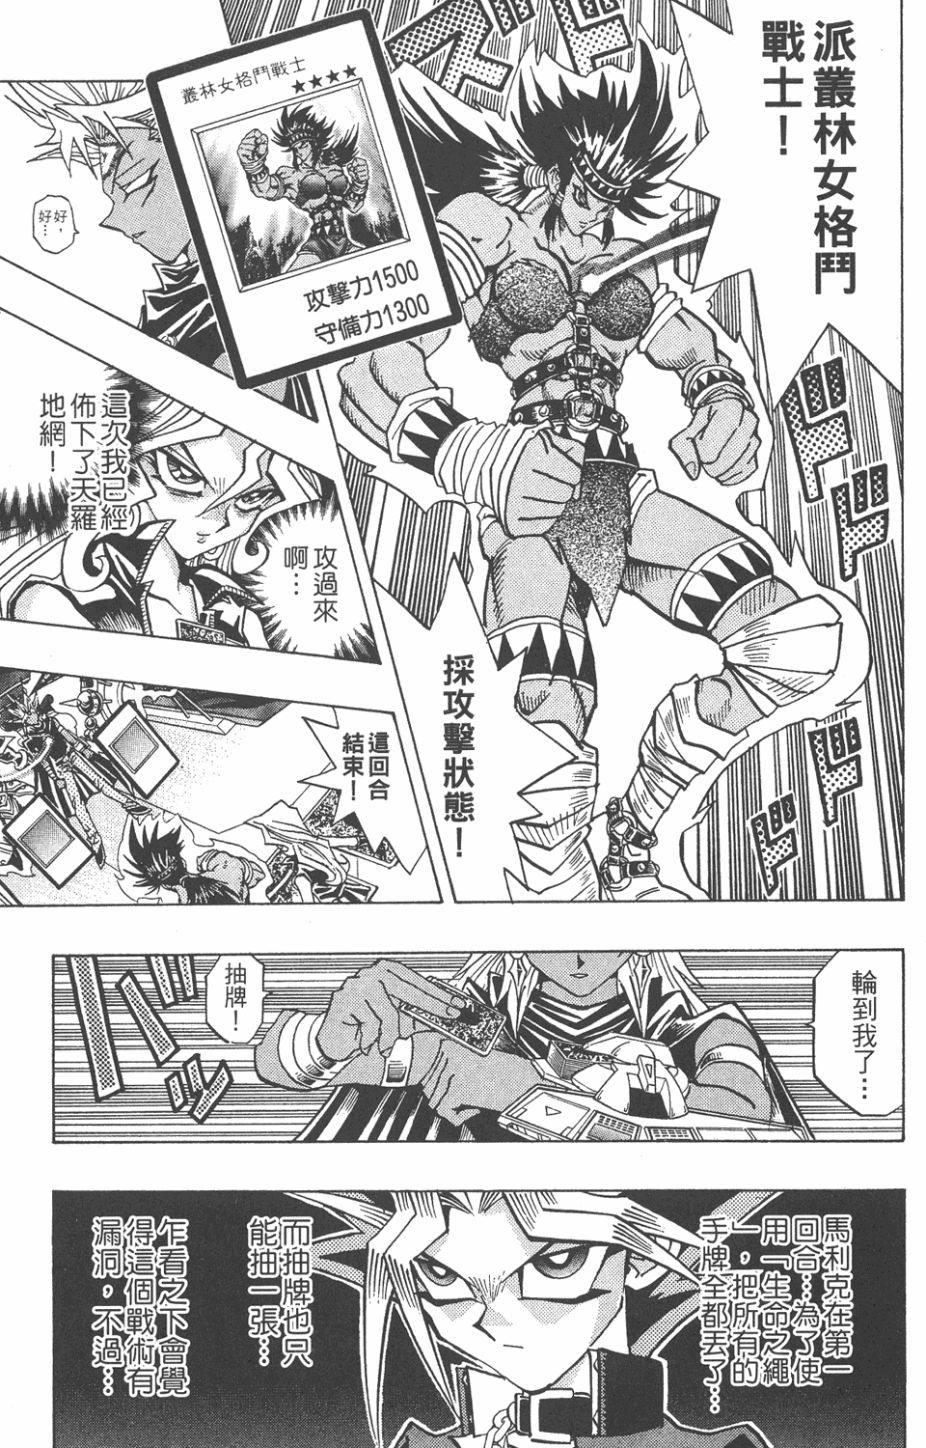 派叢林女格鬥
戰士！
叢林女格鬥戰士
★★★★
攻擊力1500
守備力1300
ド
ド
ド
ド
採攻擊狀態！
好，
好…
這次我已經
佈下了天羅
地網！
攻過來
啊…
這回合
結束！
輪到我了…
抽牌！
バッ
馬利克在第一
回合…為了使
用「生命之繩
」，把所有的
手牌全都丟了…
而抽牌也只
能抽一張…
乍看之下會覺
得這個戰術有
漏洞，不過…